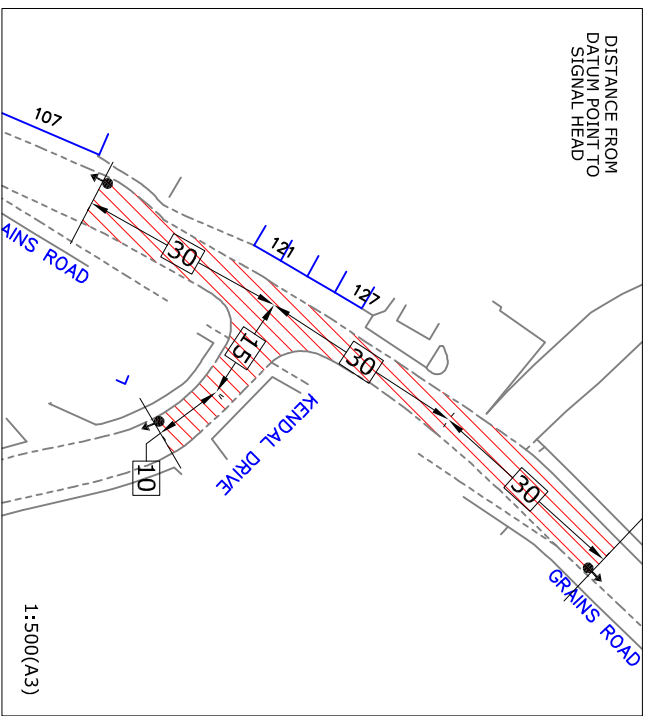 DISTANCE FROM
DATUM POINT TO
SIGNAL HEAD
107
121
127
AINS ROAD
30
15
30
30
10
KENDAL DRIVE
GRAINS ROAD
1:500(A3)